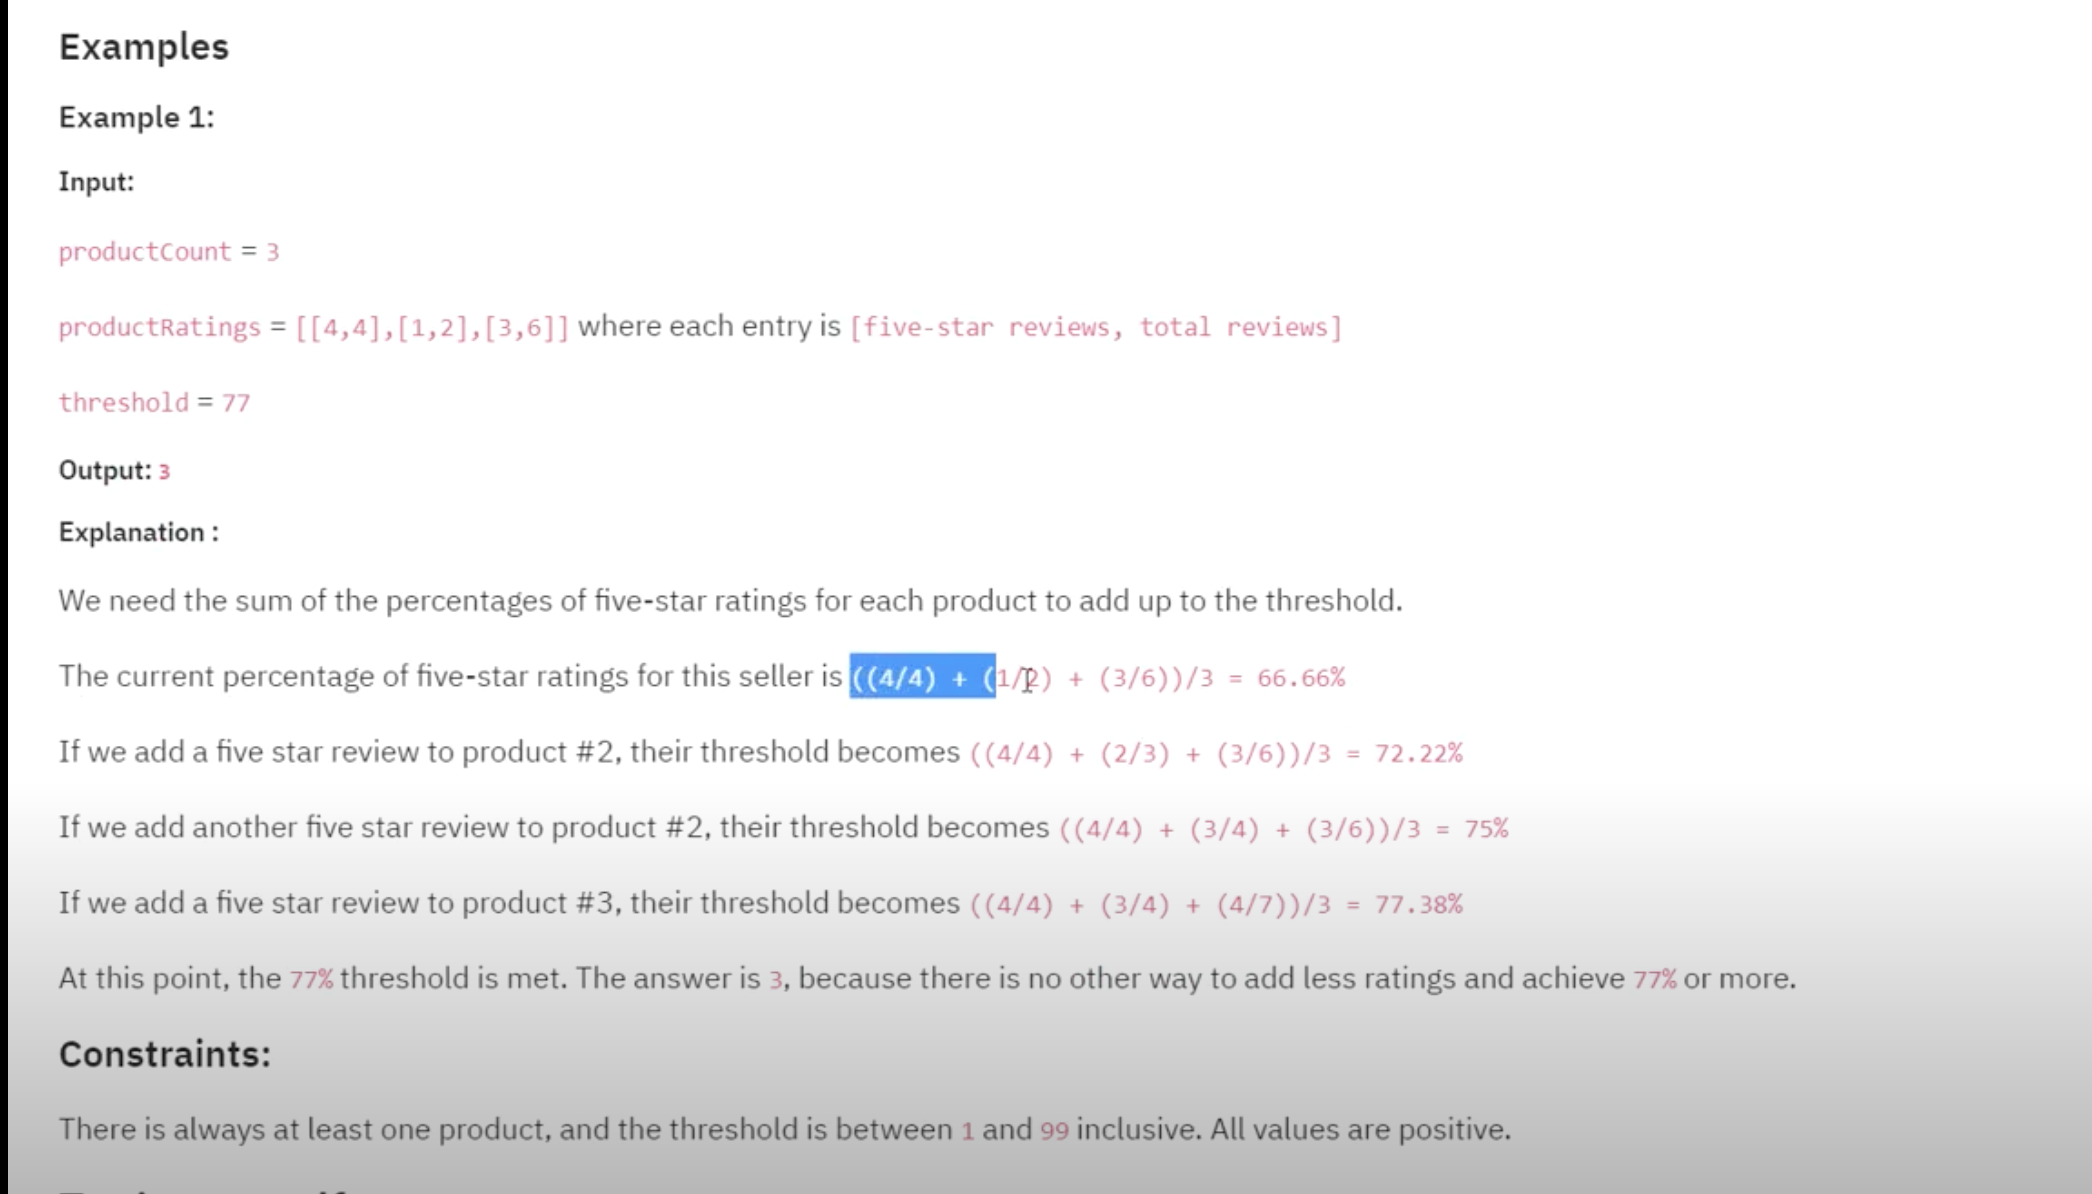 Examples
Example 1:
Input:
productCount = 3
productRatings = [[4,4],[1,2],[3,6]] where each entry is [five-star reviews, total reviews]
threshold = 77
Output: 3
Explanation :
We need the sum of the percentages of five-star ratings for each product to add up to the threshold.
The current percentage of five-star ratings for this seller is ((4/4) + (1/2) + (3/6))/3 = 66.66%
If we add a five star review to product #2, their threshold becomes ((4/4) + (2/3) + (3/6))/3 = 72.22%
If we add another five star review to product #2, their threshold becomes ((4/4) + (3/4) + (3/6))/3 = 75%
If we add a five star review to product #3, their threshold becomes ((4/4) + (3/4) + (4/7))/3 = 77.38%
At this point, the 77% threshold is met. The answer is 3, because there is no other way to add less ratings and achieve 77% or more.
Constraints:
There is always at least one product, and the threshold is between 1 and 99 inclusive. All values are positive.